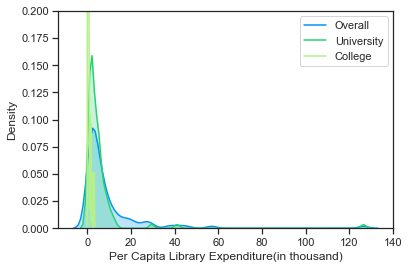 0.200
0.175
0.150
0.125
0.100
0.075
0.050
0.025
0.000
Density
Overall
University
College
0 20 40 60 80 100 120 140
Per Capita Library Expenditure(in thousand)